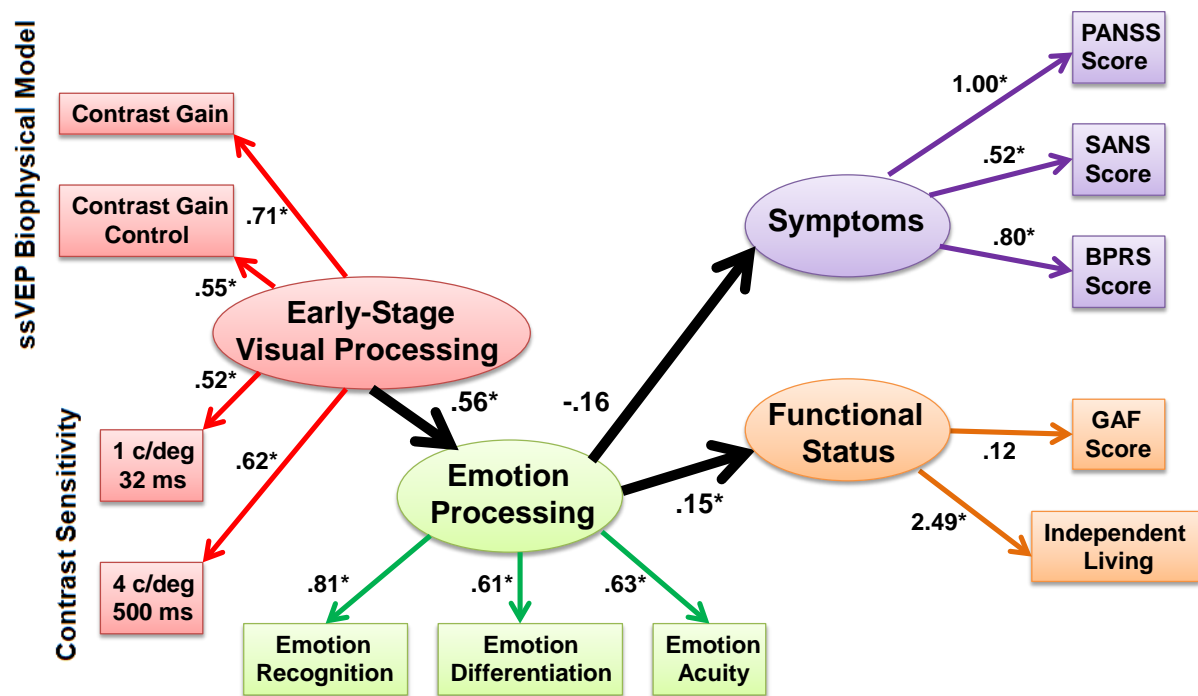 ssVEP Biophysical Model
Contrast Sensitivity
Contrast Gain
Contrast Gain
Control
.71*
.55*
Early-Stage
Visual Processing
.52*
.62*
1 c/deg
32 ms
4 c/deg
500 ms
.56*
Emotion
Processing
.81*
.61*
.63*
Emotion
Recognition
Emotion
Differentiation
Emotion
Acuity
-.16
.15*
Symptoms
1.00*
.52*
.80*
PANSS
Score
SANS
Score
BPRS
Score
Functional
Status
.12
2.49*
GAF
Score
Independent
Living